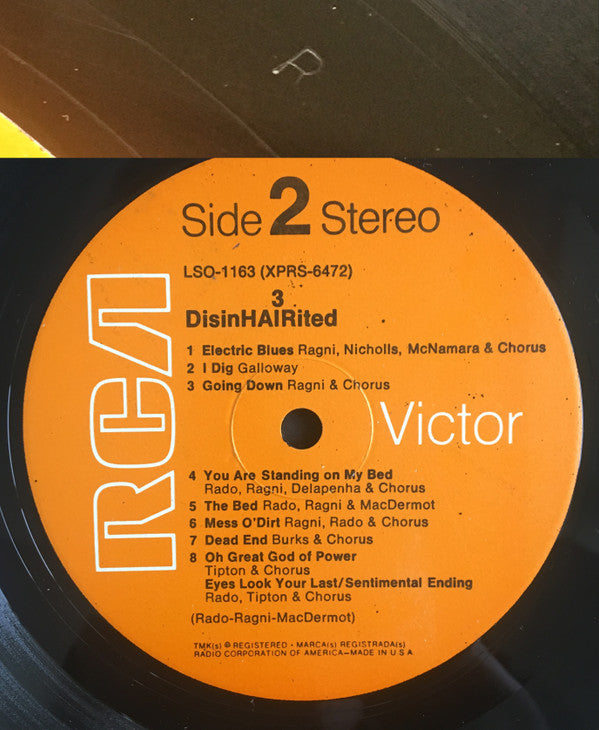 R
Side 2 Stereo
LSO-1163 (XPRS-6472)
3
DisinHAIRited
1 Electric Blues Ragni, Nicholls, McNamara & Chorus
2 I Dig Galloway
3 Going Down Ragni & Chorus
RCA
Victor
4 You Are Standing on My Bed
Rado, Ragni, Delapenha & Chorus
5 The Bed Rado, Ragni & MacDermot
6 Mess O'Dirt Ragni, Rado & Chorus
7 Dead End Burks & Chorus
8 Oh Great God of Power
Tipton & Chorus
Eyes Look Your Last/Sentimental Ending
Rado, Tipton & Chorus
(Rado-Ragni-MacDermot)
TMK(s) ® REGISTERED • MARCA(s) REGISTRADA(s)
RADIO CORPORATION OF AMERICA—MADE IN U S A